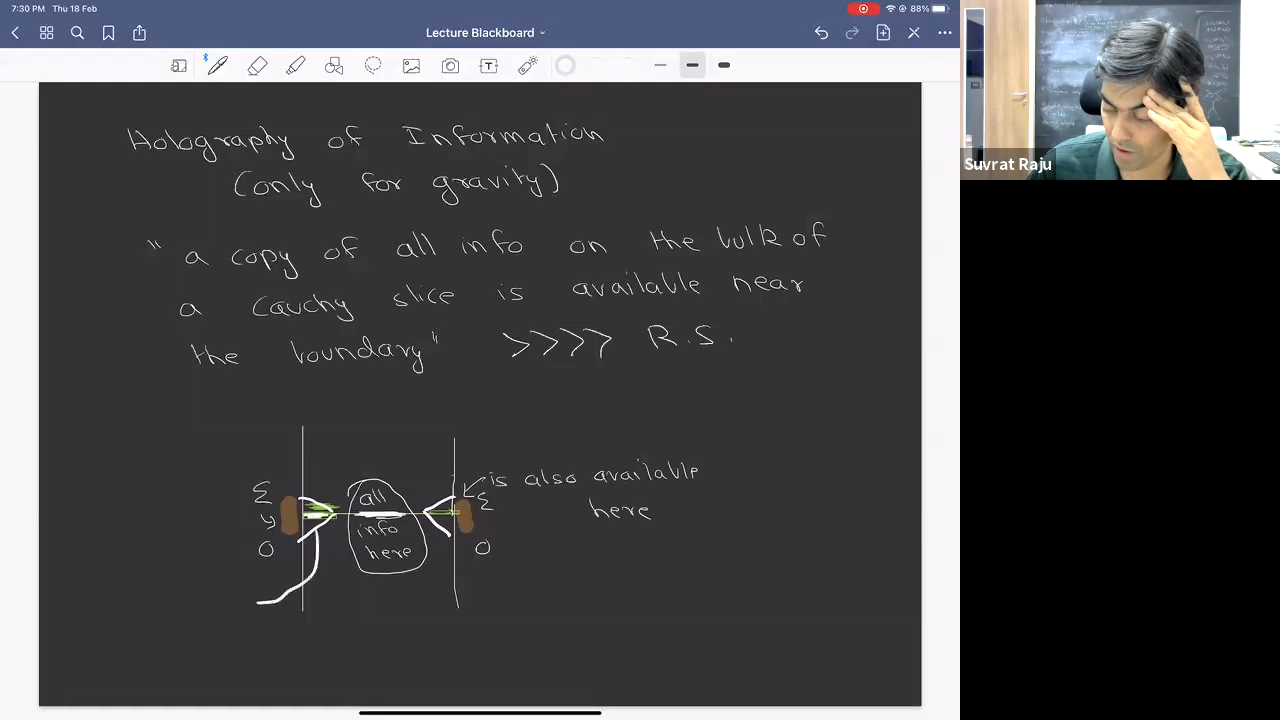 7:30 PM Thu 18 Feb
88%
Lecture Blackboard
Suvrat Raju
Holography of Information
(only for gravity)
" a copy of all info on the bulk of
a cauchy slice is available near
the boundary" >>>> R.S.
all
info
here
is also available
here
0
0